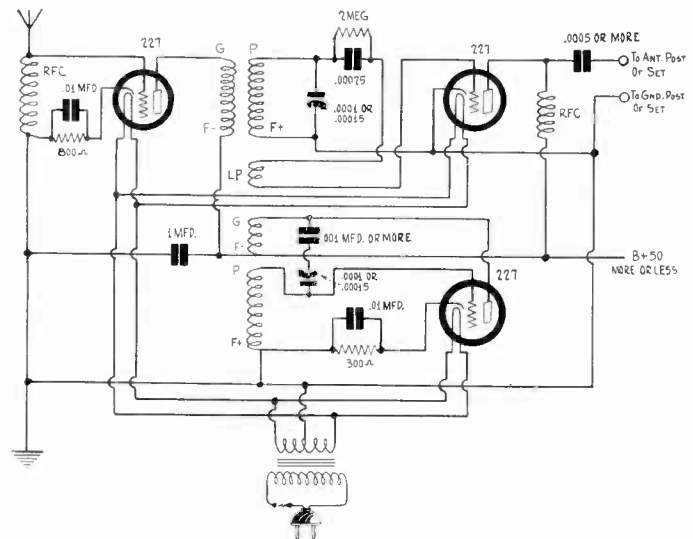 2MEG
.0005 OR MORE
227
G
P
227
TO ANT. POST
OF SET
RFC
.01 MFD
.00025
TO GND. POST
OF SET
.0001 OR
.00015
RFC
F-
F+
800Ω
LP
G
1 MFD.
F-
.001 MFD. OR MORE
B+50
MORE OR LESS
P
.0001 OR
.00015
227
.01 MFD.
F+
300Ω